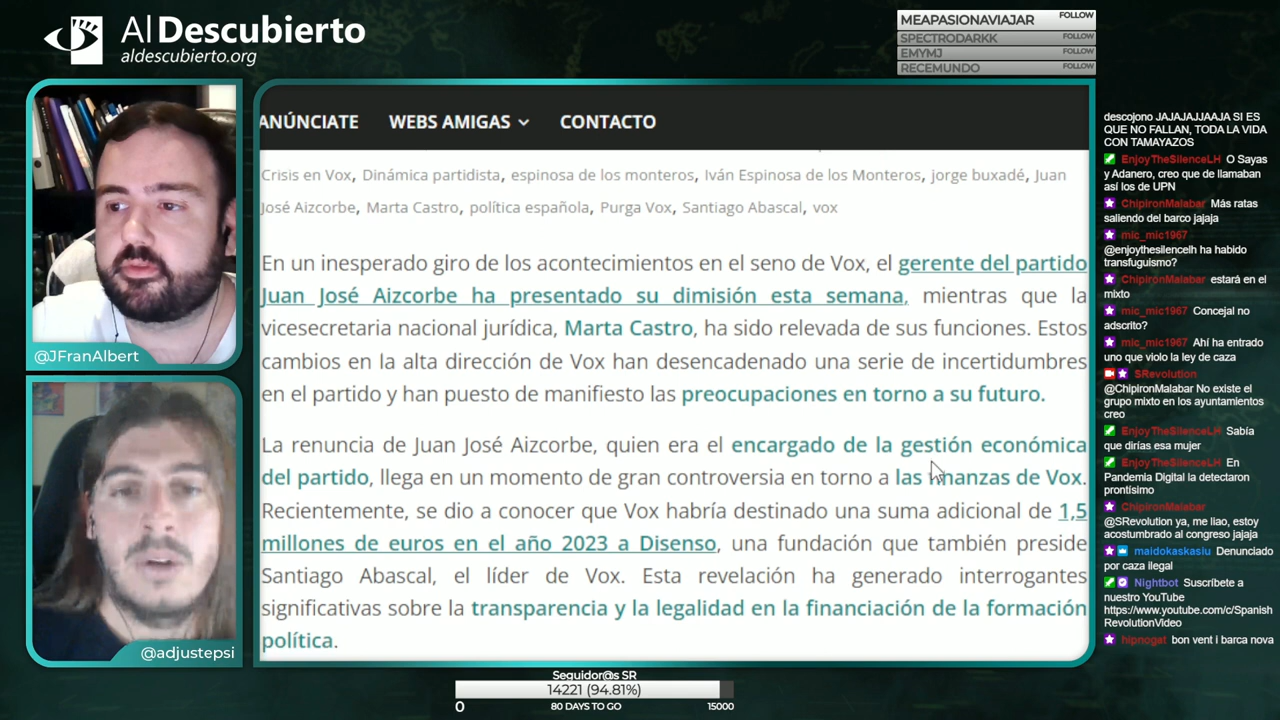 Al Descubierto
aldescubierto.org
MEAPASIONAVIAJAR FOLLOW
SPECTRODARKK FOLLOW
EMYMJ FOLLOW
RECEMUNDO FOLLOW
@JFranAlbert
@adjustepsi
ANÚNCIATE WEBS AMIGAS CONTACTO
Crisis en Vox, Dinámica partidista, espinosa de los monteros, Iván Espinosa de los Monteros, jorge buxadé, Juan
José Aizcorbe, Marta Castro, política española, Purga Vox, Santiago Abascal, vox
En un inesperado giro de los acontecimientos en el seno de Vox, el gerente del partido
Juan José Aizcorbe ha presentado su dimisión esta semana, mientras que la
vicesecretaria nacional jurídica, Marta Castro, ha sido relevada de sus funciones. Estos
cambios en la alta dirección de Vox han desencadenado una serie de incertidumbres
en el partido y han puesto de manifiesto las preocupaciones en torno a su futuro.
La renuncia de Juan José Aizcorbe, quien era el encargado de la gestión económica
del partido, llega en un momento de gran controversia en torno a las finanzas de Vox.
Recientemente, se dio a conocer que Vox habría destinado una suma adicional de 1,5
millones de euros en el año 2023 a Disenso, una fundación que también preside
Santiago Abascal, el líder de Vox. Esta revelación ha generado interrogantes
significativas sobre la transparencia y la legalidad en la financiación de la formación
política.
descojono JAJAJAJJAAJA SI ES
QUE NO FALLAN, TODA LA VIDA
CON TAMAYAZOS
EnjoyTheSilenceLH O Sayas
y Adanero, creo que de llamaban
así los de UPN
ChipironMalabar Más ratas
saliendo del barco jajaja
mic_mic1967
@enjoythesilencelh ha habido
transfuguismo?
ChipironMalabar estará en el
mixto
mic_mic1967 Concejal no
adscrito?
mic_mic1967 Ahí ha entrado
uno que violo la ley de caza
SRevolution
@ChipironMalabar No existe el
grupo mixto en los ayuntamientos
creo
EnjoyTheSilenceLH Sabía
que dirías esa mujer
EnjoyTheSilenceLH En
Pandemia Digital la detectaron
prontísimo
ChipironMalabar
@SRevolution ya, me liao, estoy
acostumbrado al congreso jajaja
maidokaskasiu Denunciado
por caza ilegal
Nightbot Suscríbete a
nuestro YouTube
https://www.youtube.com/c/Spanish
RevolutionVideo
hipnogat bon vent i barca nova
Seguidor@s SR
14221 (94.81%)
0 80 DAYS TO GO 15000